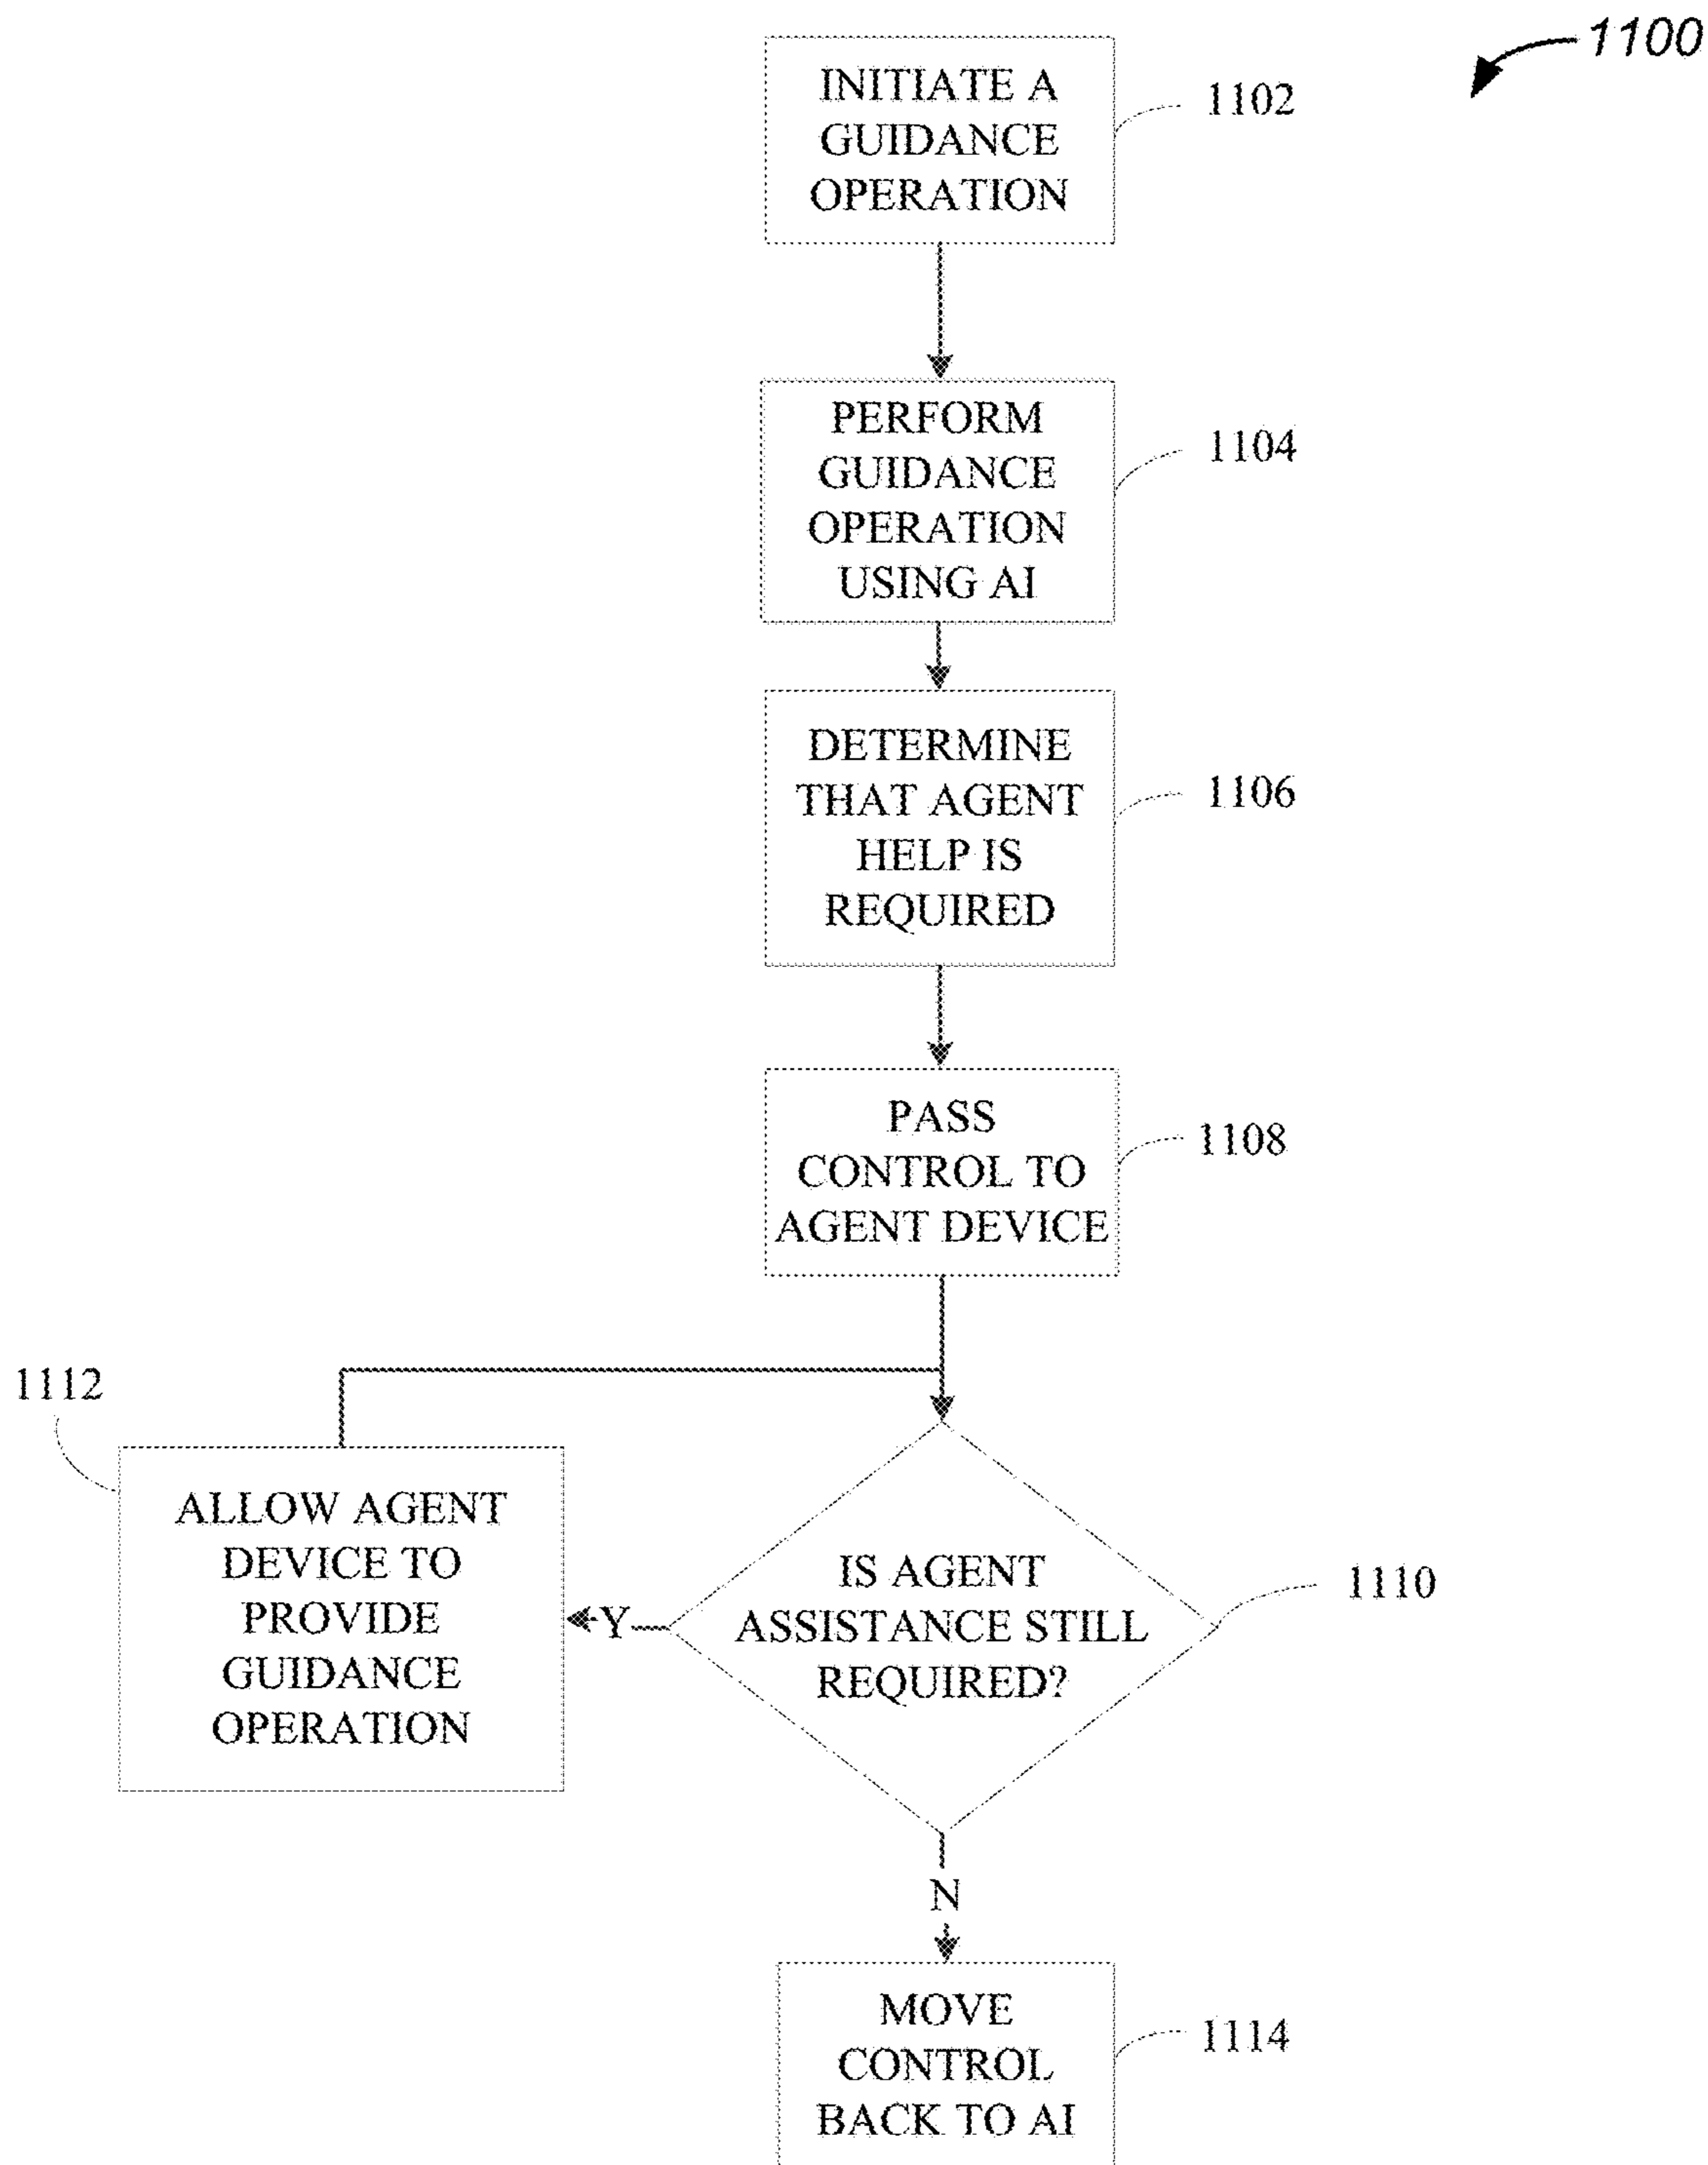 1100
INITIATE A
GUIDANCE
OPERATION
1102
PERFORM
GUIDANCE
OPERATION
USING AI
1104
DETERMINE
THAT AGENT
HELP IS
REQUIRED
1106
PASS
CONTROL TO
AGENT DEVICE
1108
1112
ALLOW AGENT
DEVICE TO
PROVIDE
GUIDANCE
OPERATION
Y
IS AGENT
ASSISTANCE STILL
REQUIRED?
1110
N
MOVE
CONTROL
BACK TO AI
1114